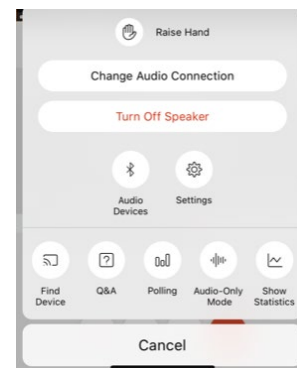 Raise Hand
Change Audio Connection
Turn Off Speaker
Audio
Devices
Settings
Find
Device
Q&A
Polling
Audio-Only
Mode
Show
Statistics
Cancel